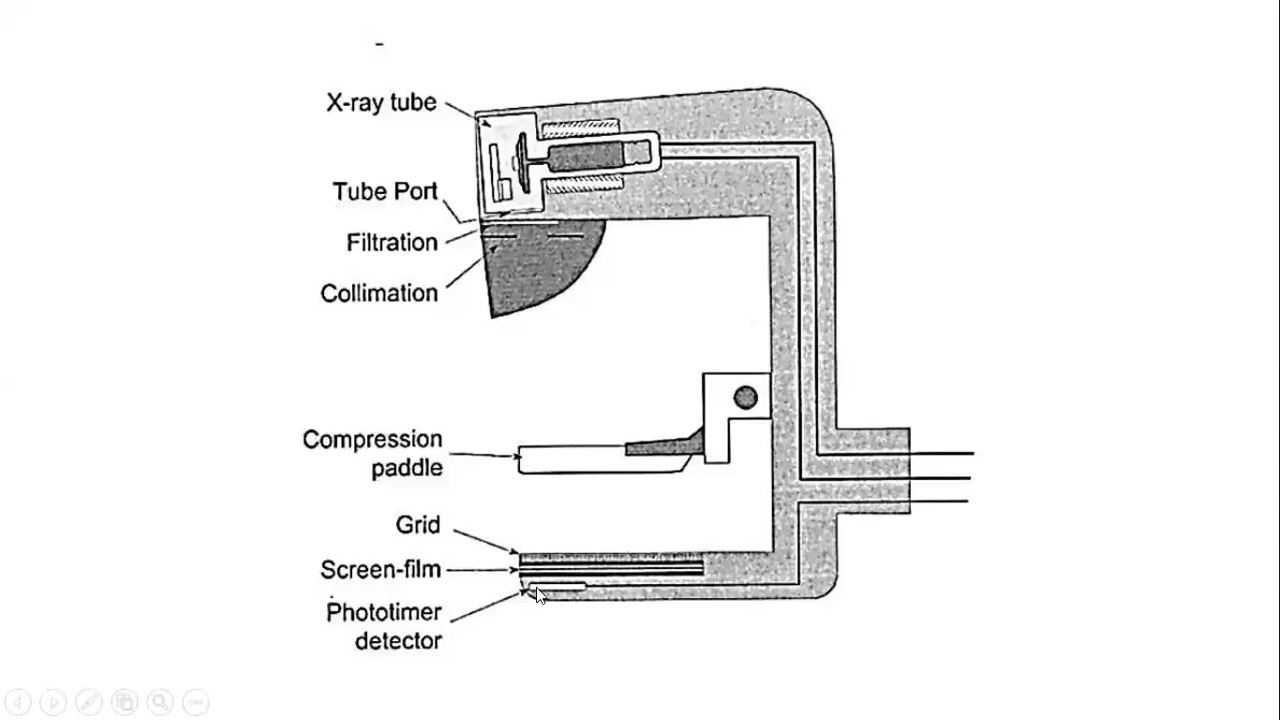 X-ray tube
Tube Port
Filtration
Collimation
Compression
paddle
Grid
Screen-film
Phototimer
detector